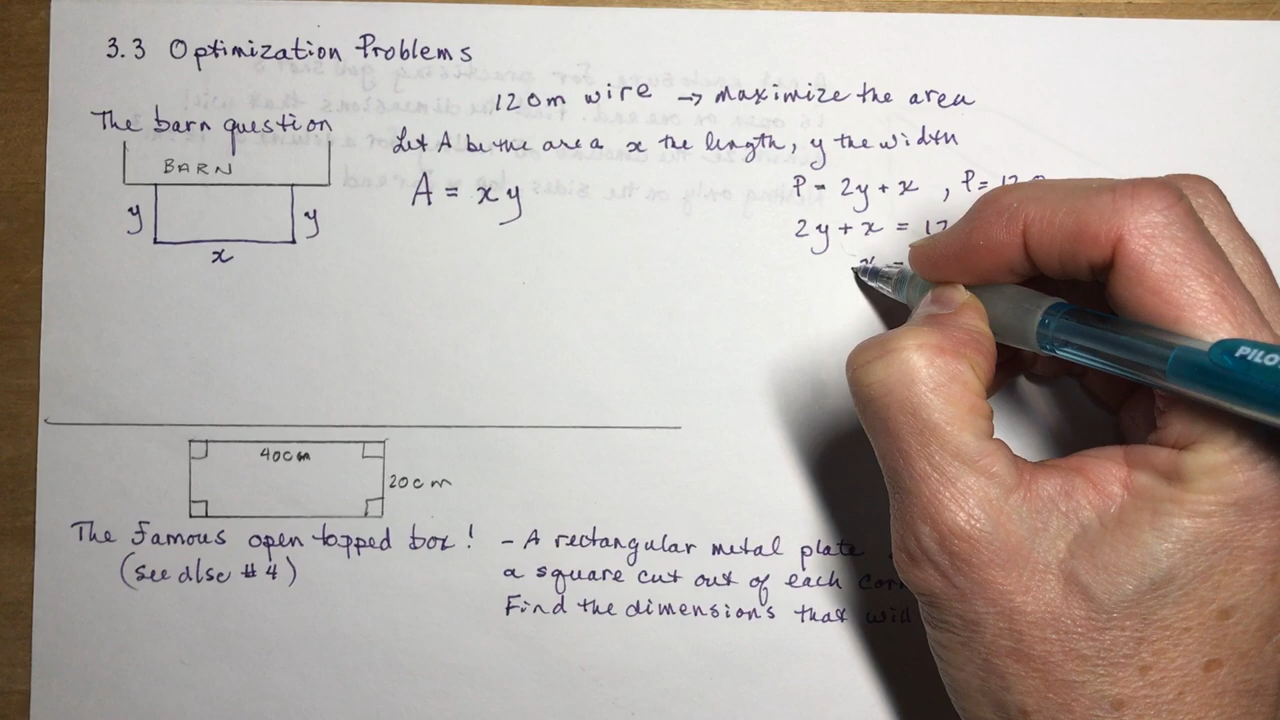 3.3 Optimization Problems
120m wire → maximize the area
The barn question
Let A be the area x the length, y the width
BARN
A = xy
P = 2y + x , P=
2y + x =
y
y
x
x =
40cm
20cm
The Famous open topped box! - A rectangular metal plate
(see dlse #4)
a square cut out of each
Find the dimensions that will
PILOT